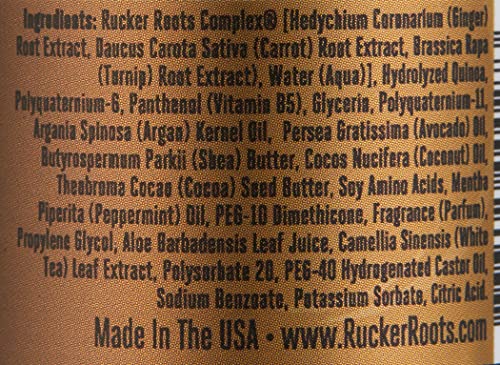 Ingredients: Rucker Roots Complex® [Hedychium Coronarium (Ginger)
Root Extract, Daucus Carota Sativa (Carrot) Root Extract, Brassica Rapa
(Turnip) Root Extract), Water (Aqua)], Hydrolyzed Quinoa,
Polyquaternium-6, Panthenol (Vitamin B5), Glycerin, Polyquaternium-11,
Argania Spinosa (Argan) Kernel Oil, Persea Gratissima (Avocado) Oil,
Butyrospermum Parkii (Shea) Butter, Cocos Nucifera (Coconut) Oil,
Theobroma Cocao (Cocoa) Seed Butter, Soy Amino Acids, Mentha
Piperita (Peppermint) Oil, PEG-10 Dimethicone, Fragrance (Parfum),
Propylene Glycol, Aloe Barbadensis Leaf Juice, Camellia Sinensis (White
Tea) Leaf Extract, Polysorbate 20, PEG-40 Hydrogenated Castor Oil,
Sodium Benzoate, Potassium Sorbate, Citric Acid.
Made In The USA • www.RuckerRoots.com